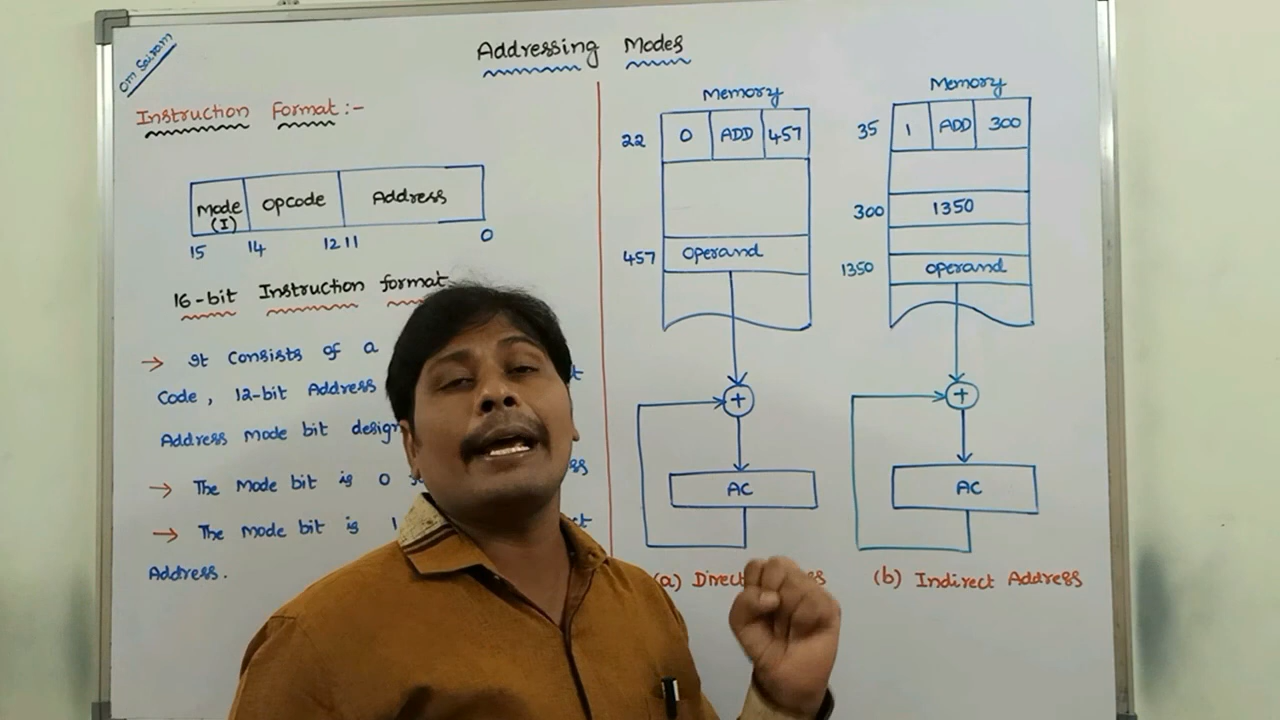 Om Sairam
Addressing Modes
Instruction Format:-
Mode (I) opcode Address
15 14 12 11 0
16-bit Instruction format
→ It Consists of a
Code, 12-bit Address
Address mode bit design
→ The Mode bit is 0
→ The mode bit is 1
Address.
Memory
22 0 ADD 457
457 operand
+
AC
(a) Direct
Memory
35 1 ADD 300
300 1350
1350 operand
+
AC
(b) Indirect Address